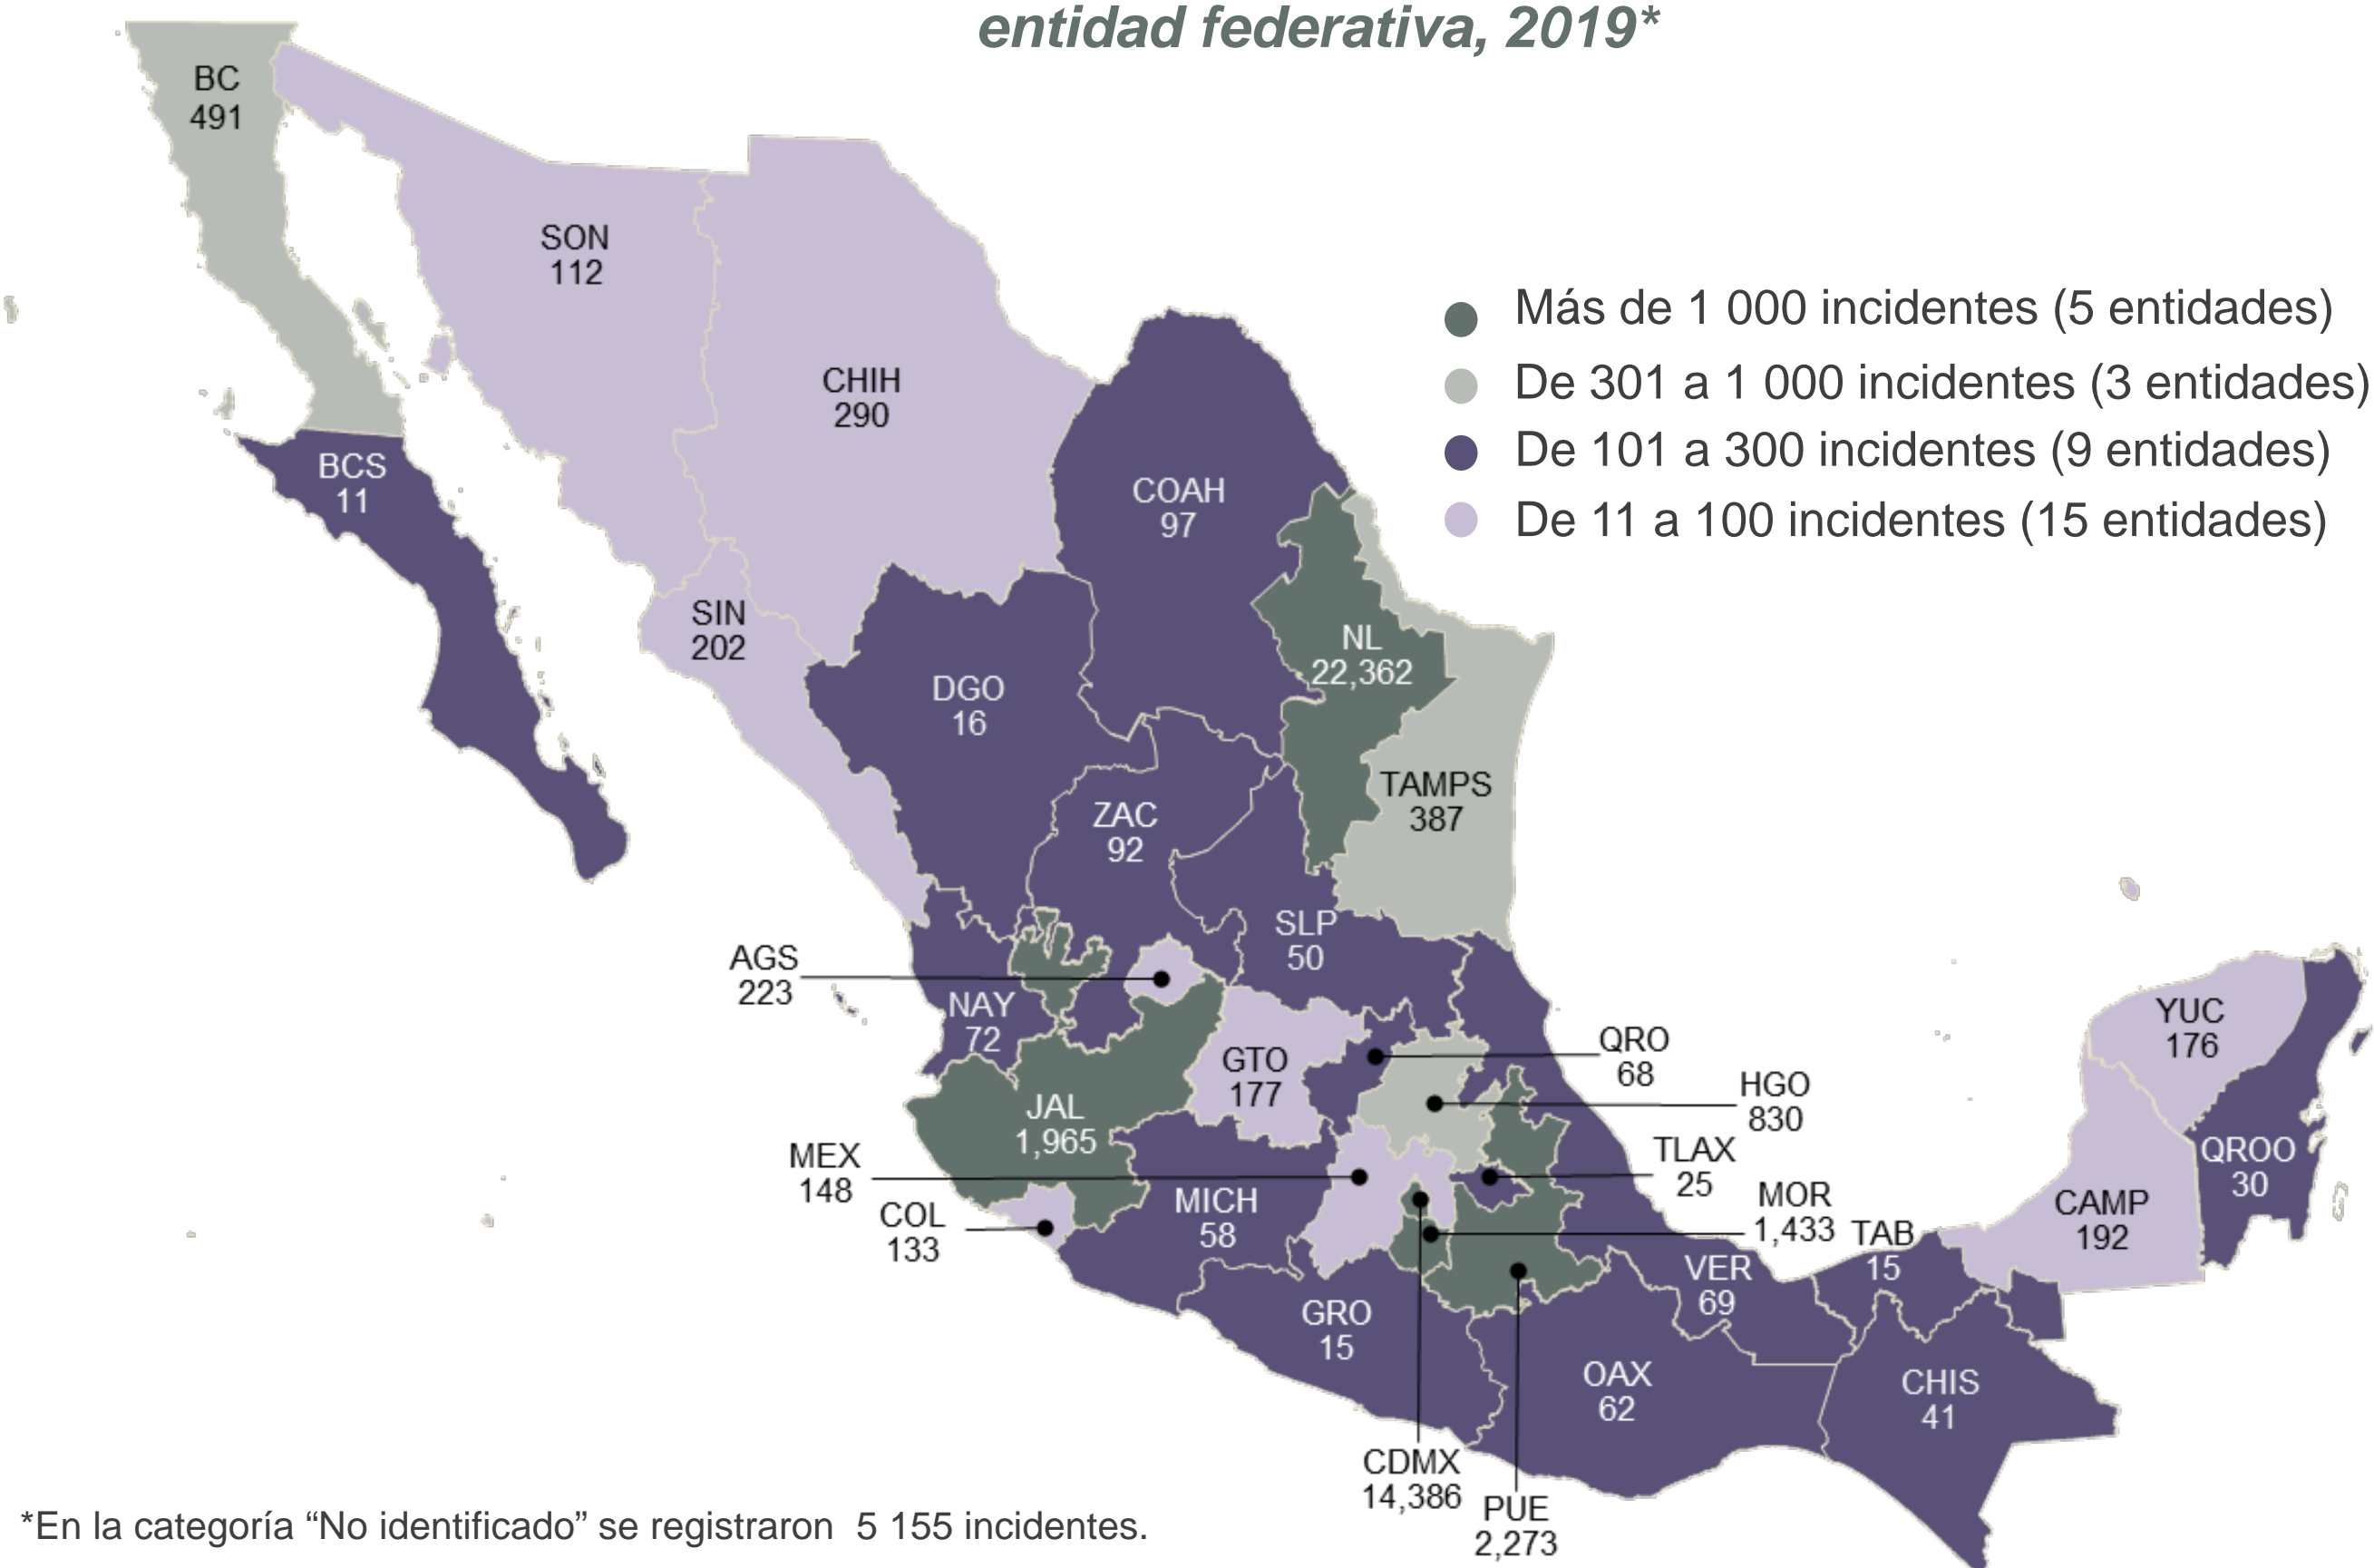 entidad federativa, 2019*
BC
491
SON
112
CHIH
290
Más de 1 000 incidentes (5 entidades)
De 301 a 1 000 incidentes (3 entidades)
De 101 a 300 incidentes (9 entidades)
De 11 a 100 incidentes (15 entidades)
BCS
11
COAH
97
SIN
202
NL
22,362
DGO
16
TAMPS
387
ZAC
92
SLP
50
AGS
223
NAY
72
YUC
176
QRO
68
GTO
177
HGO
830
JAL
1,965
MEX
148
TLAX
25
QROO
30
COL
133
MICH
58
MOR
1,433
CAMP
192
TAB
15
VER
69
GRO
15
OAX
62
CHIS
41
CDMX
14,386
PUE
2,273
*En la categoría “No identificado” se registraron 5 155 incidentes.